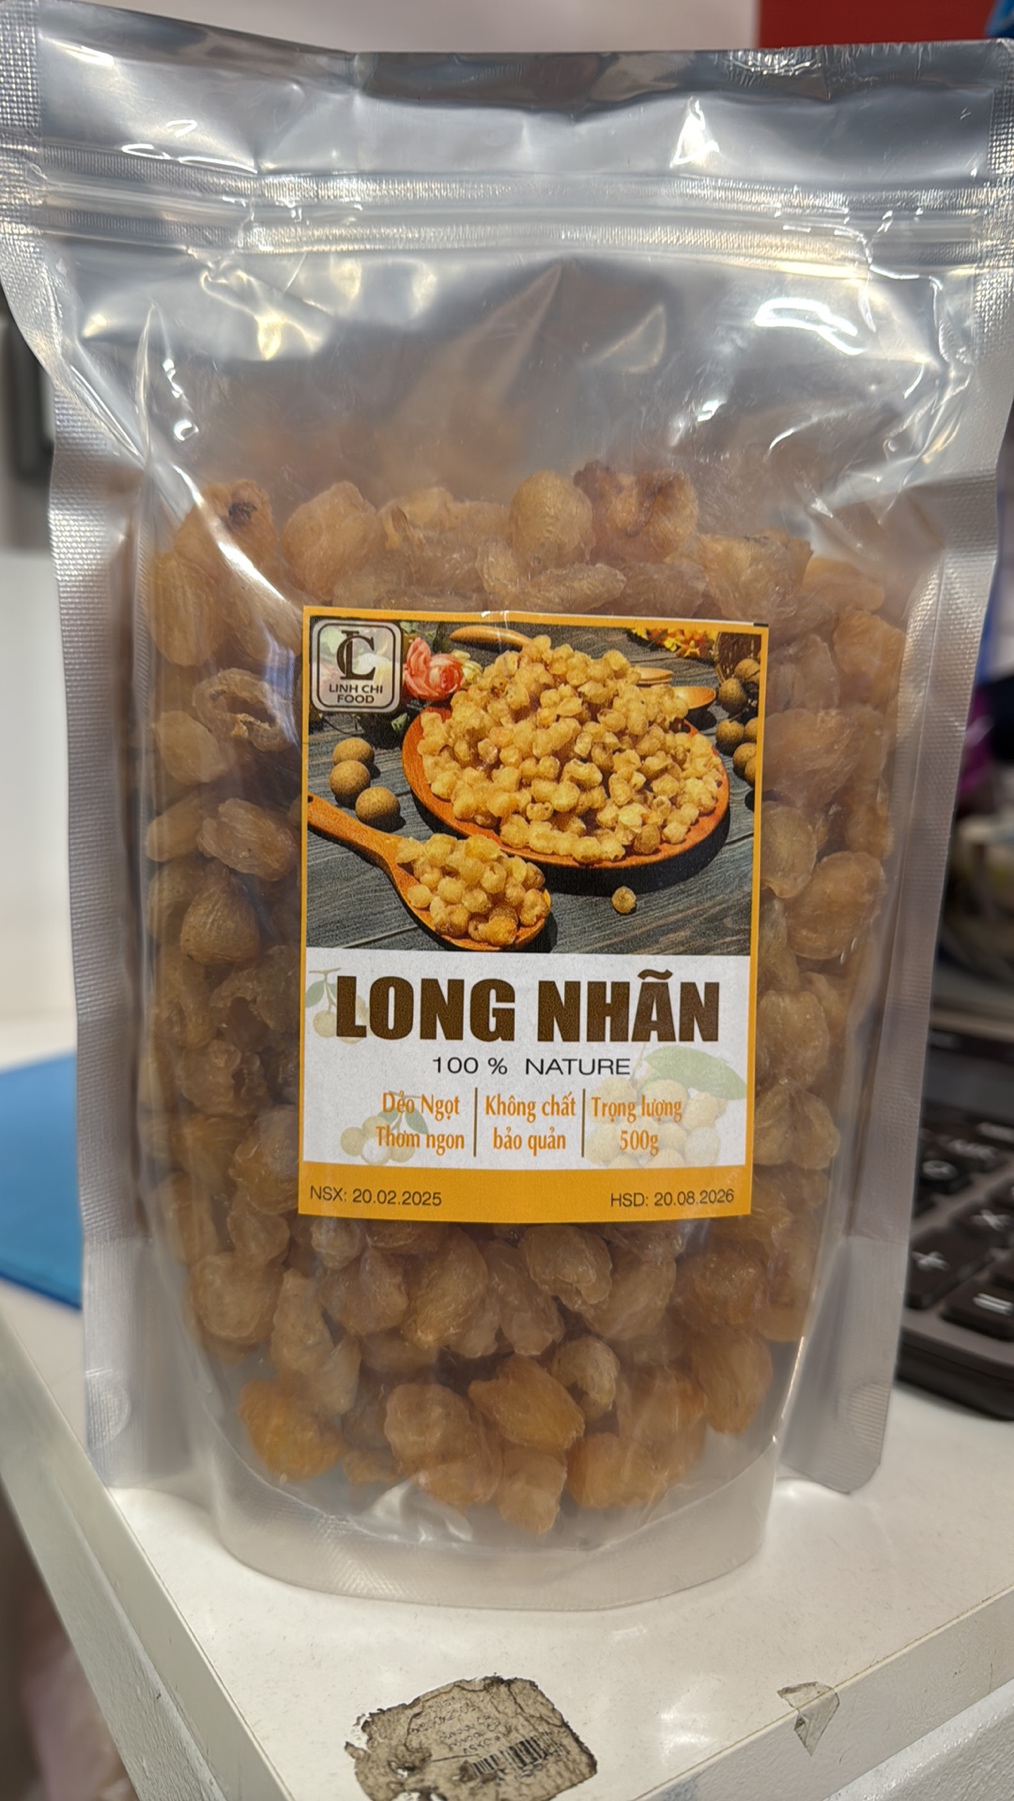 LC
LINH CHI
FOOD
LONG NHÃN
100 % NATURE
Dẻo Ngọt
Thơm ngon
Không chất
bảo quản
Trọng lượng
500g
NSX: 20.02.2025
HSD: 20.08.2026